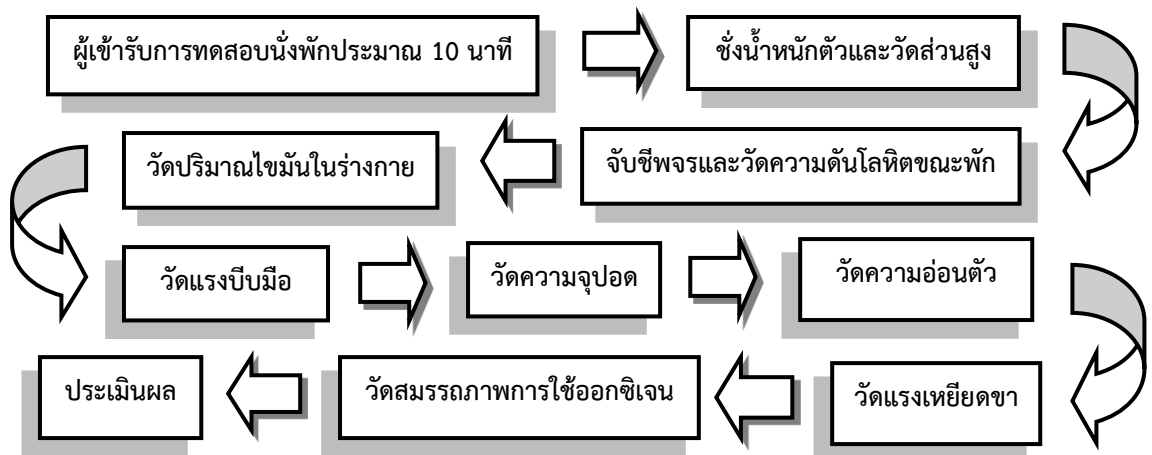 ผู้เข้ารับการทดสอบนั่งพักประมาณ 10 นาที
ชั่งน้ำหนักตัวและวัดส่วนสูง
จับชีพจรและวัดความดันโลหิตขณะพัก
วัดปริมาณไขมันในร่างกาย
วัดแรงบีบมือ
วัดความจุปอด
วัดความอ่อนตัว
วัดแรงเหยียดขา
วัดสมรรถภาพการใช้ออกซิเจน
ประเมินผล